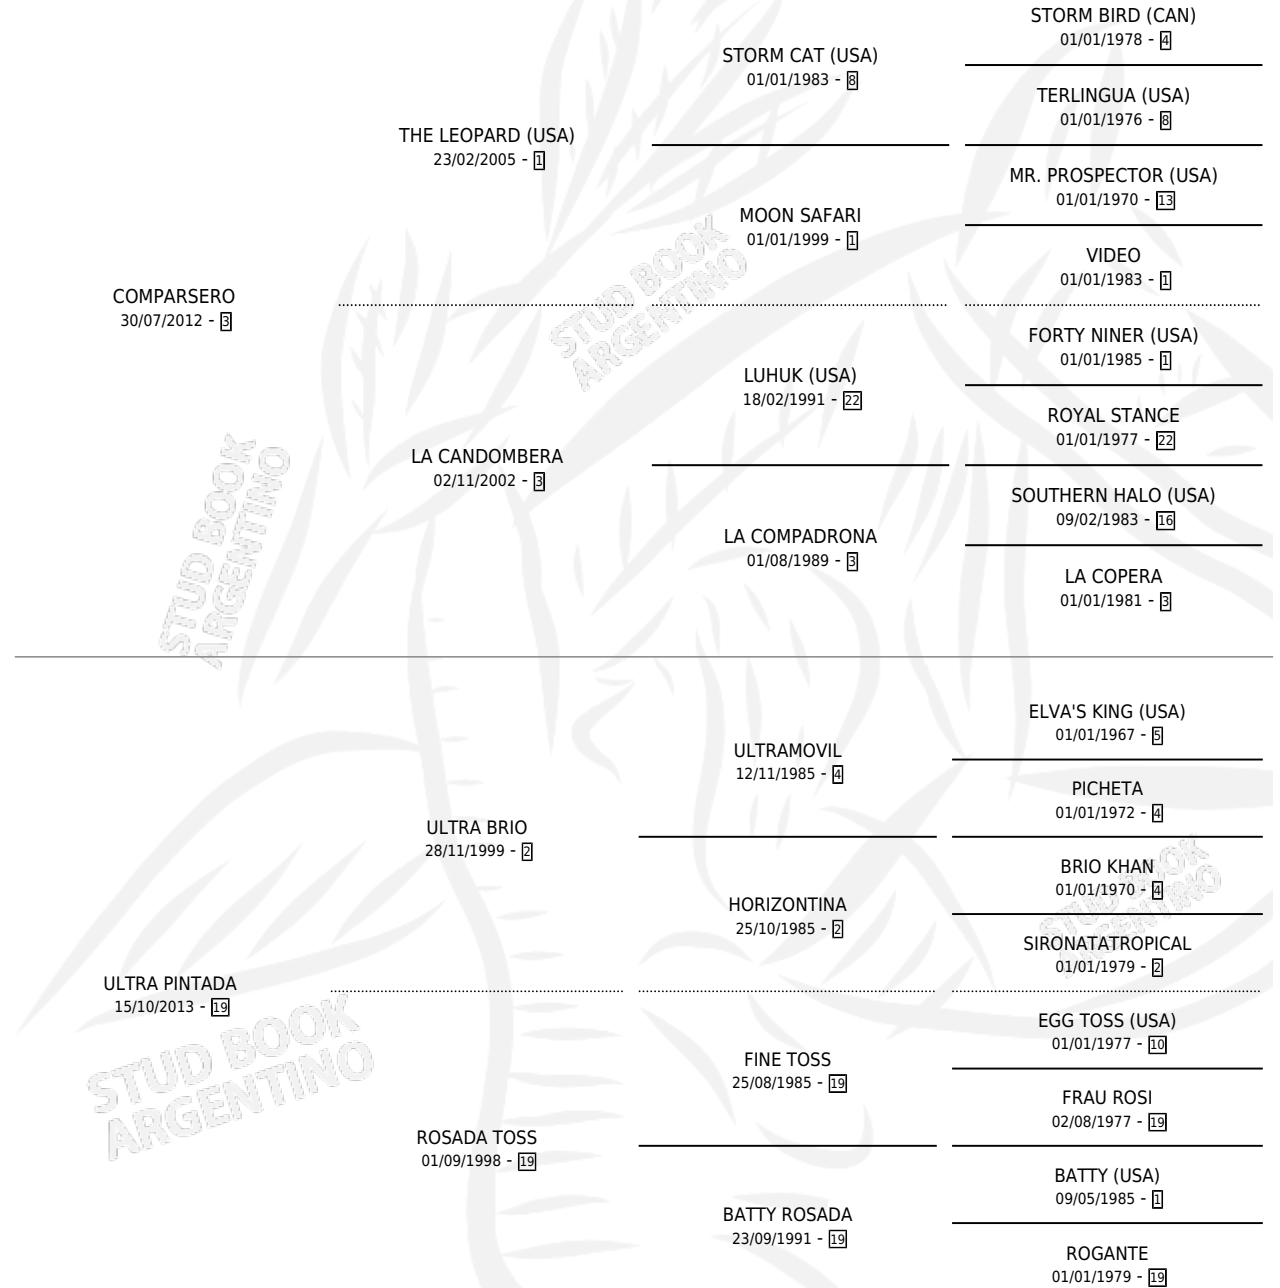 STORM BIRD (CAN)
01/01/1978 - 4
STORM CAT (USA)
01/01/1983 - 8
TERLINGUA (USA)
01/01/1976 - 8
THE LEOPARD (USA)
23/02/2005 - 1
MR. PROSPECTOR (USA)
01/01/1970 - 13
MOON SAFARI
01/01/1999 - 1
VIDEO
01/01/1983 - 1
COMPARSERO
30/07/2012 - 3
FORTY NINER (USA)
01/01/1985 - 1
LUHUK (USA)
18/02/1991 - 22
ROYAL STANCE
01/01/1977 - 22
LA CANDOMBERA
02/11/2002 - 3
SOUTHERN HALO (USA)
09/02/1983 - 16
LA COMPADRONA
01/08/1989 - 3
LA COPERA
01/01/1981 - 3
ELVA'S KING (USA)
01/01/1967 - 5
ULTRAMOVIL
12/11/1985 - 4
PICHETA
01/01/1972 - 4
ULTRA BRIO
28/11/1999 - 2
BRIO KHAN
01/01/1970 - 4
HORIZONTINA
25/10/1985 - 2
SIRONATATROPICAL
01/01/1979 - 2
ULTRA PINTADA
15/10/2013 - 19
EGG TOSS (USA)
01/01/1977 - 10
FINE TOSS
25/08/1985 - 19
FRAU ROSI
02/08/1977 - 19
ROSADA TOSS
01/09/1998 - 19
BATTY (USA)
09/05/1985 - 1
BATTY ROSADA
23/09/1991 - 19
ROGANTE
01/01/1979 - 19
STUD BOOK
ARGENTINO
STUD BOOK
ARGENTINO
STUD BOOK
ARGENTINO
STUD BOOK
ARGENTINO